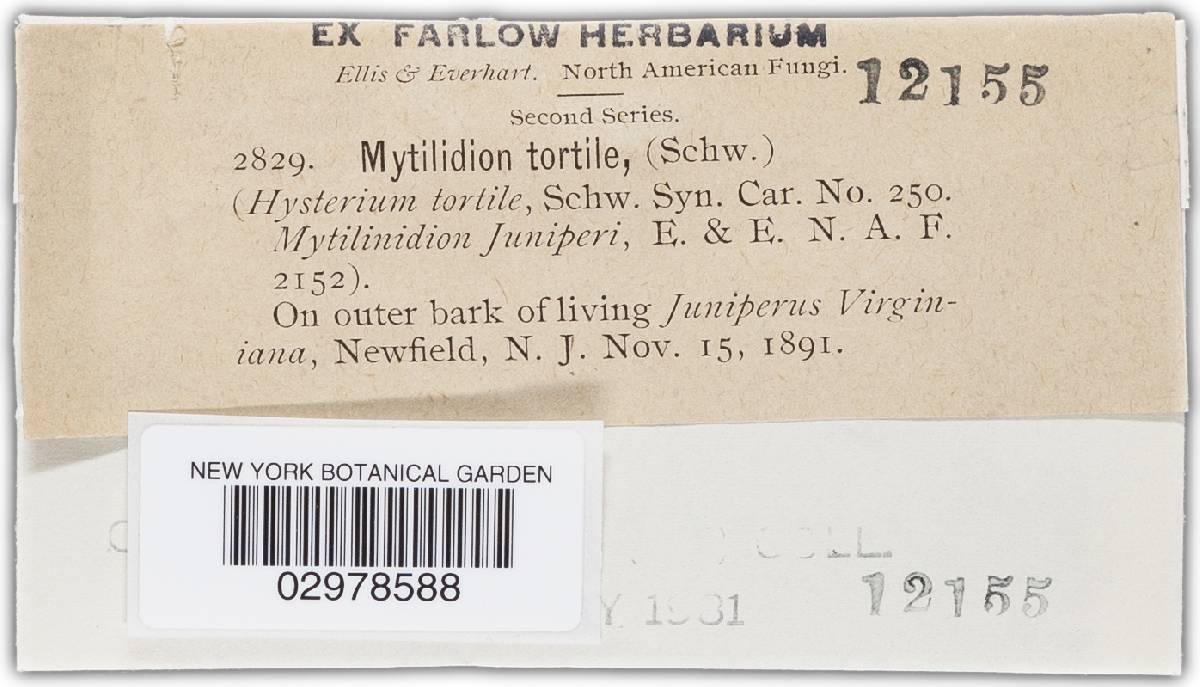 EX FARLOW HERBARIUM
Ellis & Everhart. North American Fungi. 12155
Second Series.
2829. Mytilidion tortile, (Schw.)
(Hysterium tortile, Schw. Syn. Car. No. 250.
Mytilinidion Juniperi, E. & E. N. A. F.
2152).
On outer bark of living Juniperus Virgin-
iana, Newfield, N. J. Nov. 15, 1891.
NEW YORK BOTANICAL GARDEN
02978588
COLL.
12155